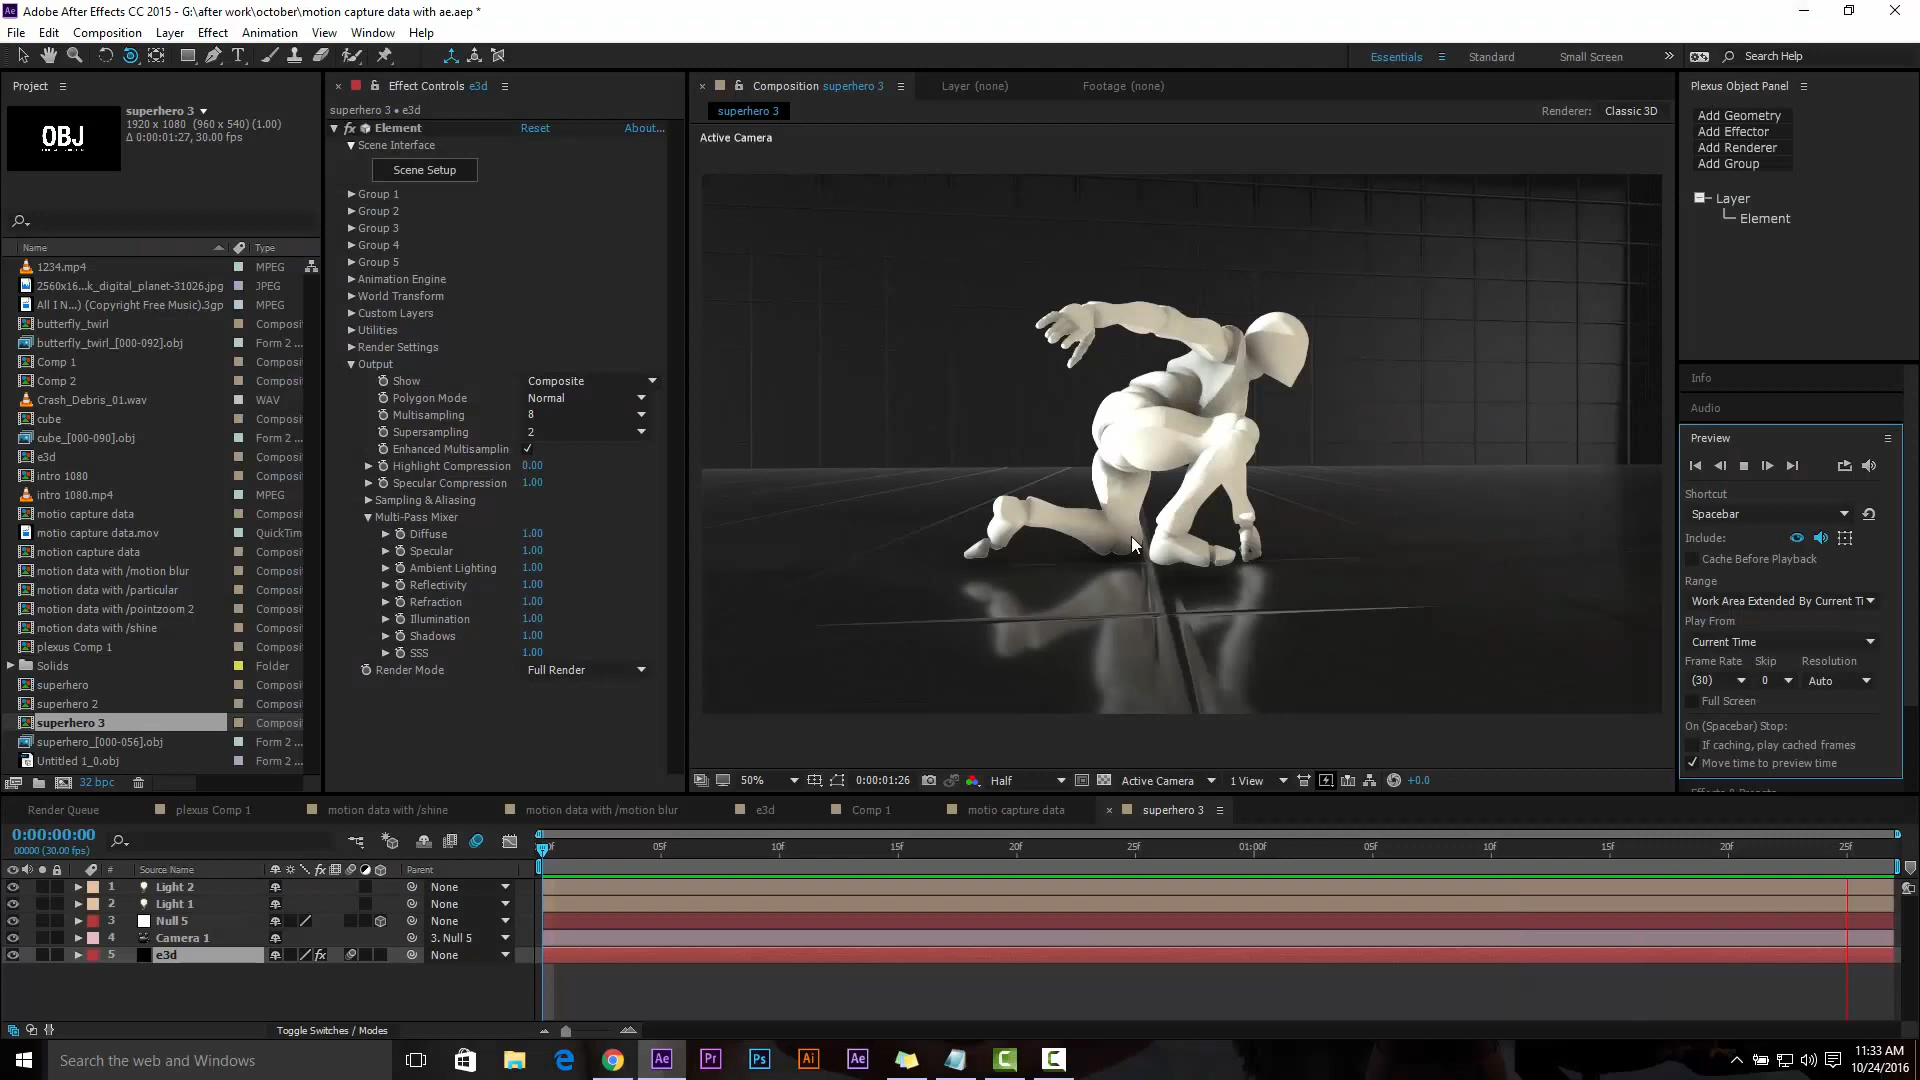 Adobe After Effects CC 2015 - G:\after work\october\motion capture data with ae.aep *
File Edit Composition Layer Effect Animation View Window Help
Essentials Standard Small Screen Search Help
Project
superhero 3
1920 x 1080 (960 x 540) (1.00)
Δ 0:00:01:27, 30.00 fps
OBJ
Name Type
1234.mp4 MPEG
2560x16...k_digital_planet-31026.jpg JPEG
All I N...) (Copyright Free Music).3gp MPEG
butterfly_twirl Composi
butterfly_twirl_[000-092].obj Form 2 ...
Comp 1 Composi
Comp 2 Composi
Crash_Debris_01.wav WAV
cube Composi
cube_[000-090].obj Form 2 ...
e3d Composi
intro 1080 Composi
intro 1080.mp4 MPEG
motio capture data Composi
motio capture data.mov QuickTim
motion capture data Composi
motion data with /motion blur Composi
motion data with /particular Composi
motion data with /pointzoom 2 Composi
motion data with /shine Composi
plexus Comp 1 Composi
Solids Folder
superhero Composi
superhero 2 Composi
superhero 3 Composi
superhero_[000-056].obj Form 2 ...
Untitled 1_0.obj Form 2 ...
32 bpc
Effect Controls e3d
superhero 3 • e3d
fx Element Reset About...
Scene Interface
Scene Setup
Group 1
Group 2
Group 3
Group 4
Group 5
Animation Engine
World Transform
Custom Layers
Utilities
Render Settings
Output
Show Composite
Polygon Mode Normal
Multisampling 8
Supersampling 2
Enhanced Multisamplin
Highlight Compression 0.00
Specular Compression 1.00
Sampling & Aliasing
Multi-Pass Mixer
Diffuse 1.00
Specular 1.00
Ambient Lighting 1.00
Reflectivity 1.00
Refraction 1.00
Illumination 1.00
Shadows 1.00
SSS 1.00
Render Mode Full Render
Composition superhero 3 Layer (none) Footage (none)
superhero 3 Renderer: Classic 3D
Active Camera
50% 0:00:01:26 Half Active Camera 1 View +0.0
Plexus Object Panel
Add Geometry
Add Effector
Add Renderer
Add Group
Layer
Element
Info
Audio
Preview
Shortcut
Spacebar
Include:
Cache Before Playback
Range
Work Area Extended By Current Ti
Play From
Current Time
Frame Rate Skip Resolution
(30) 0 Auto
Full Screen
On (Spacebar) Stop:
If caching, play cached frames
Move time to preview time
Render Queue plexus Comp 1 motion data with /shine motion data with /motion blur e3d Comp 1 motio capture data superhero 3
0:00:00:00
00000 (30.00 fps)
05f 10f 15f 20f 25f 01:00f 05f 10f 15f 20f 25f
# Source Name fx Parent
1 Light 2 None
2 Light 1 None
3 Null 5 None
4 Camera 1 3. Null 5
5 e3d fx None
Toggle Switches / Modes
Search the web and Windows
Ae Pr Ps Ai Ae
11:33 AM
10/24/2016